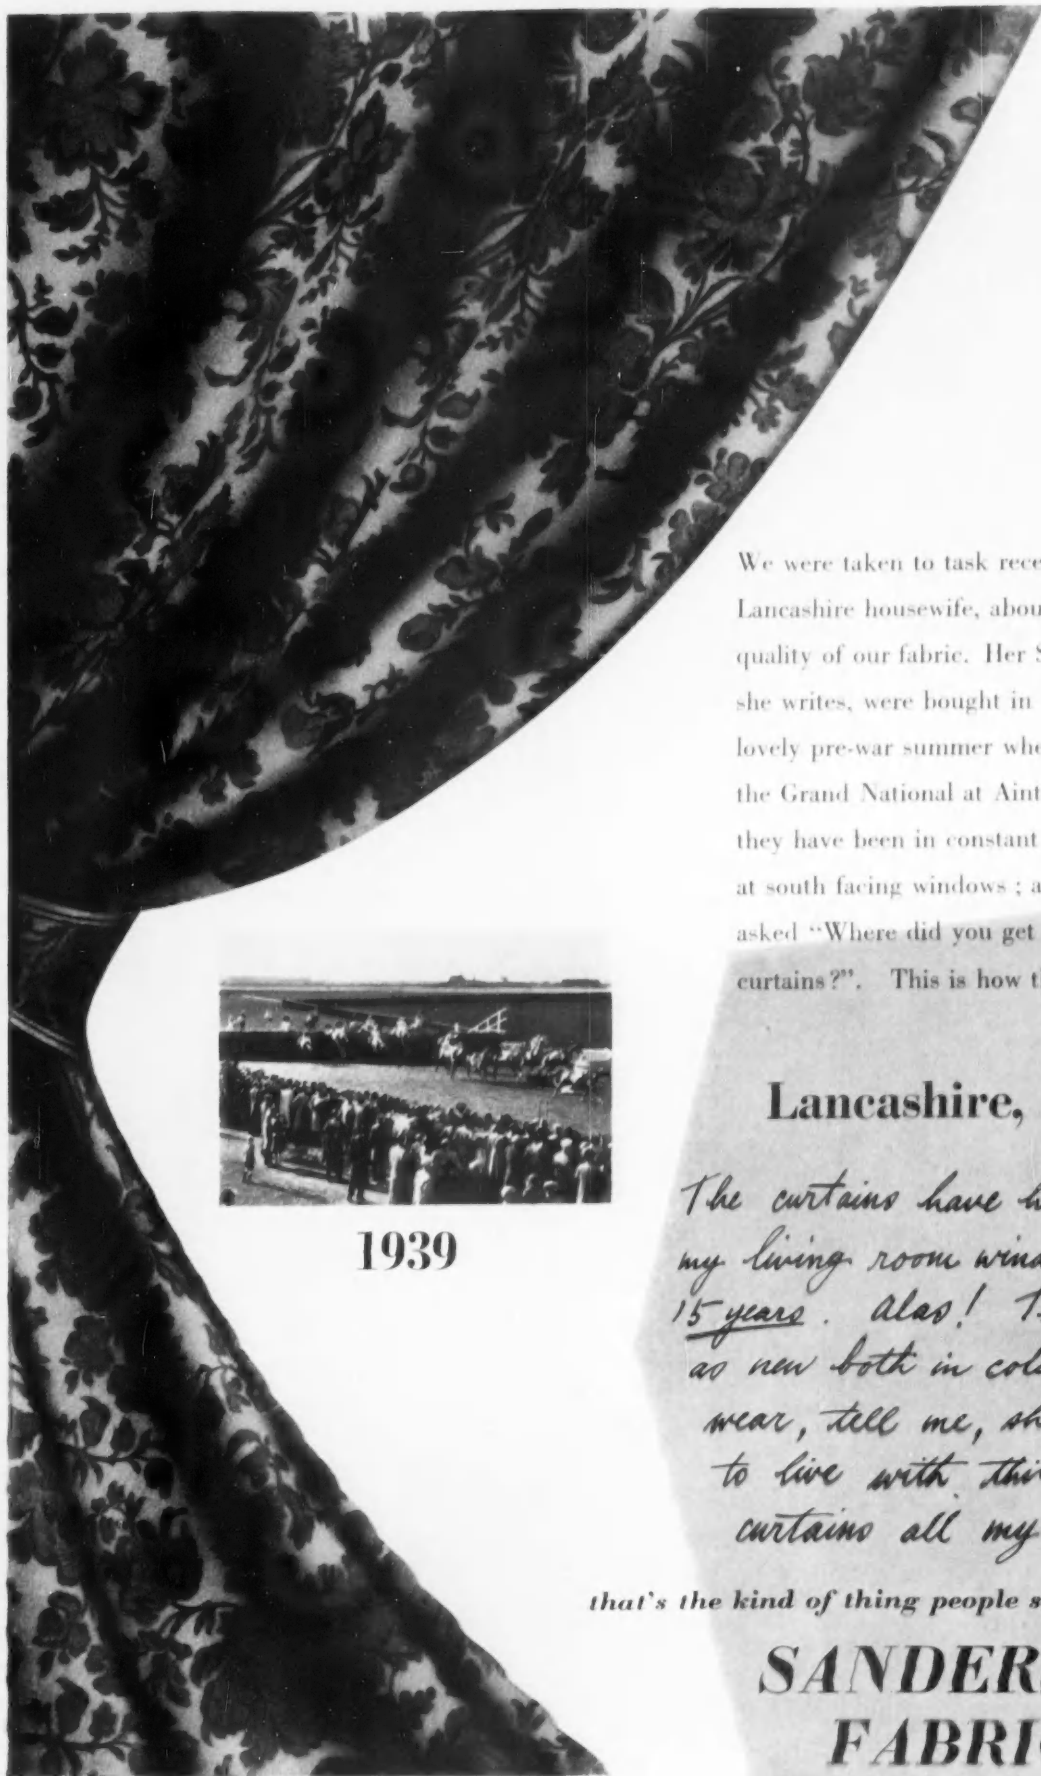 We were taken to task rece
Lancashire housewife, abou
quality of our fabric. Her S
she writes, were bought in
lovely pre-war summer whe
the Grand National at Aint
they have been in constant
at south facing windows ; a
asked "Where did you get
curtains?". This is how t
1939
Lancashire,
The curtains have h
my living room wind
15 years. Alas! T
as new both in col
wear, tell me, sh
to live with thi
curtains all my
that's the kind of thing people s
SANDER
FABRI